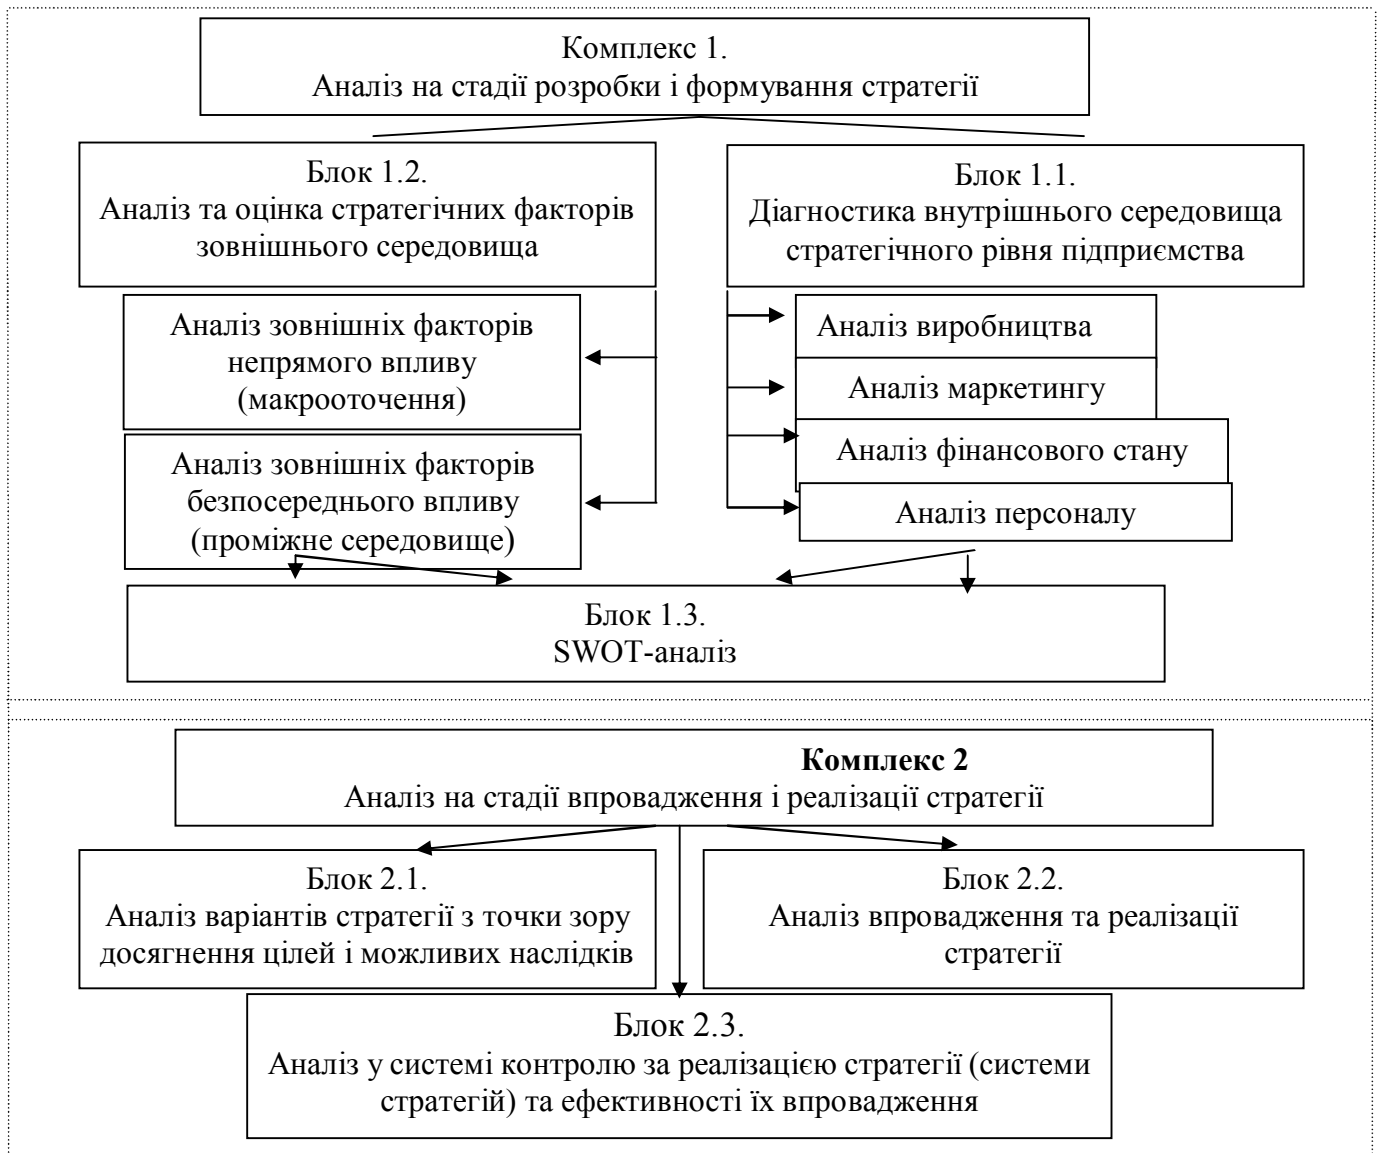 Комплекс 1.
Аналіз на стадії розробки і формування стратегії
Блок 1.2.
Аналіз та оцінка стратегічних факторів
зовнішнього середовища
Аналіз зовнішніх факторів
непрямого впливу
(макрооточення)
Аналіз зовнішніх факторів
безпосереднього впливу
(проміжне середовище)
Блок 1.1.
Діагностика внутрішнього середовища
стратегічного рівня підприємства
Аналіз виробництва
Аналіз маркетингу
Аналіз фінансового стану
Аналіз персоналу
Блок 1.3.
SWOT-аналіз
Комплекс 2
Аналіз на стадії впровадження і реалізації стратегії
Блок 2.1.
Аналіз варіантів стратегії з точки зору
досягнення цілей і можливих наслідків
Блок 2.2.
Аналіз впровадження та реалізації
стратегії
Блок 2.3.
Аналіз у системі контролю за реалізацією стратегії (системи
стратегій) та ефективності їх впровадження